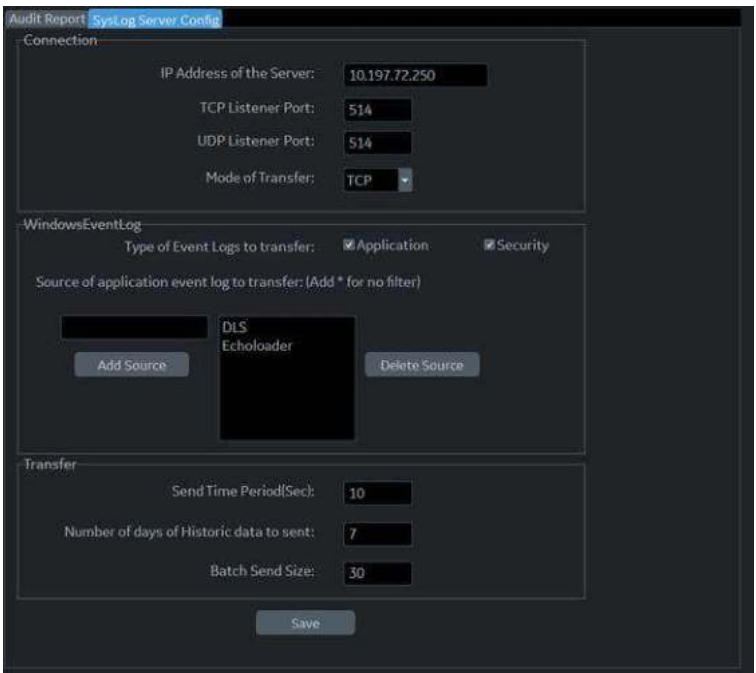 Audit Report SysLog Server Config
Connection
IP Address of the Server: 10.197.72.250
TCP Listener Port: 514
UDP Listener Port: 514
Mode of Transfer: TCP
WindowsEventLog
Type of Event Logs to transfer: Application Security
Source of application event log to transfer: (Add * for no filter)
DLS
Echoloader
Add Source Delete Source
Transfer
Send Time Period(Sec): 10
Number of days of Historic data to sent: 7
Batch Send Size: 30
Save